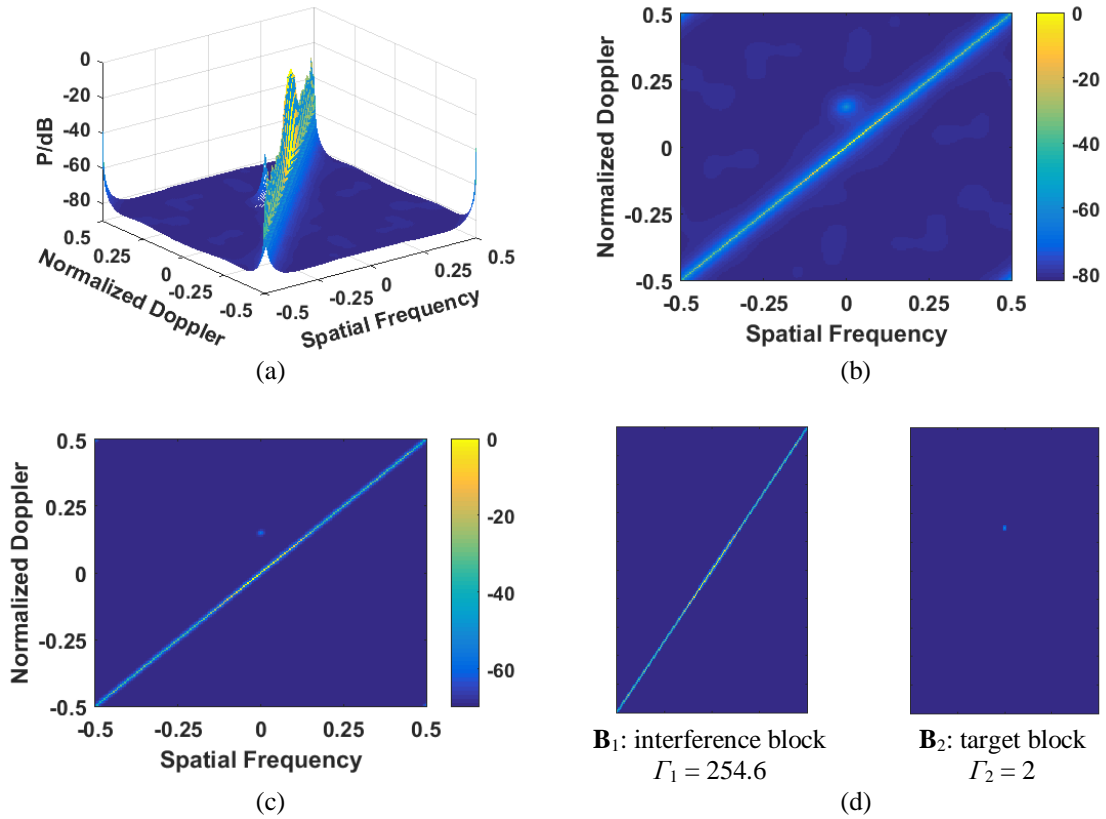 0
-20
-40
-60
-80
P/dB
0.5
0.25
0
-0.25
-0.5
Normalized Doppler
-0.5
-0.25
0
0.25
0.5
Spatial Frequency
(a)
0.5
0.25
0
-0.25
-0.5
Normalized Doppler
-0.5 -0.25 0 0.25 0.5
Spatial Frequency
0
-20
-40
-60
-80
(b)
0.5
0.25
0
-0.25
-0.5
Normalized Doppler
-0.5 -0.25 0 0.25 0.5
Spatial Frequency
0
-20
-40
-60
(c)
B₁: interference block
Γ₁ = 254.6
B₂: target block
Γ₂ = 2
(d)